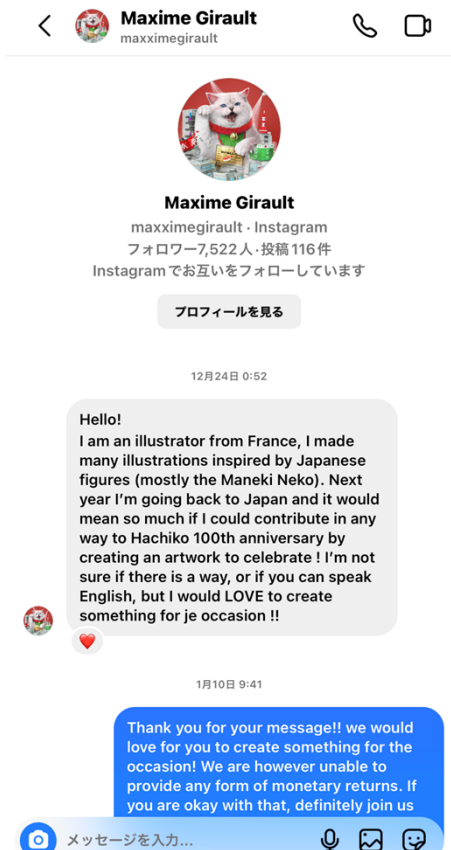 Maxime Girault
maxximegirault
Maxime Girault
maxximegirault · Instagram
フォロワー7,522人·投稿116件
Instagramでお互いをフォローしています
プロフィールを見る
12月24日 0:52
Hello!
I am an illustrator from France, I made
many illustrations inspired by Japanese
figures (mostly the Maneki Neko). Next
year I’m going back to Japan and it would
mean so much if I could contribute in any
way to Hachiko 100th anniversary by
creating an artwork to celebrate ! I’m not
sure if there is a way, or if you can speak
English, but I would LOVE to create
something for je occasion !!
1月10日 9:41
Thank you for your message!! we would
love for you to create something for the
occasion! We are however unable to
provide any form of monetary returns. If
you are okay with that, definitely join us
メッセージを入力...